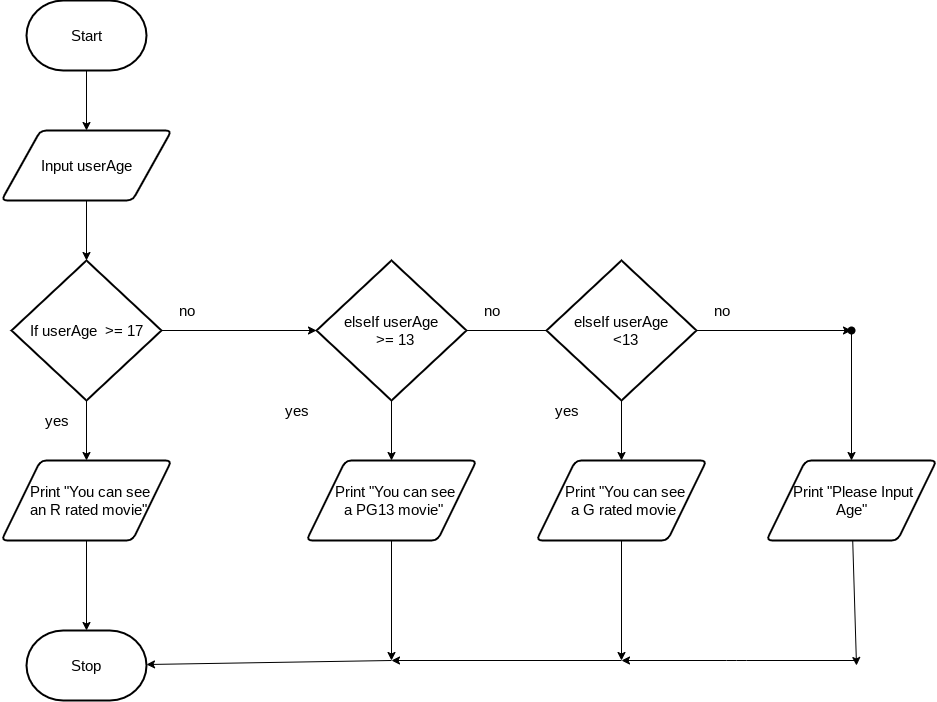 Start
Input userAge
If userAge  >= 17
no
elseIf userAge
>= 13
no
elseIf userAge
<13
no
yes
yes
yes
Print "You can see
an R rated movie"
Print "You can see
a PG13 movie"
Print "You can see
a G rated movie
Print "Please Input
Age"
Stop